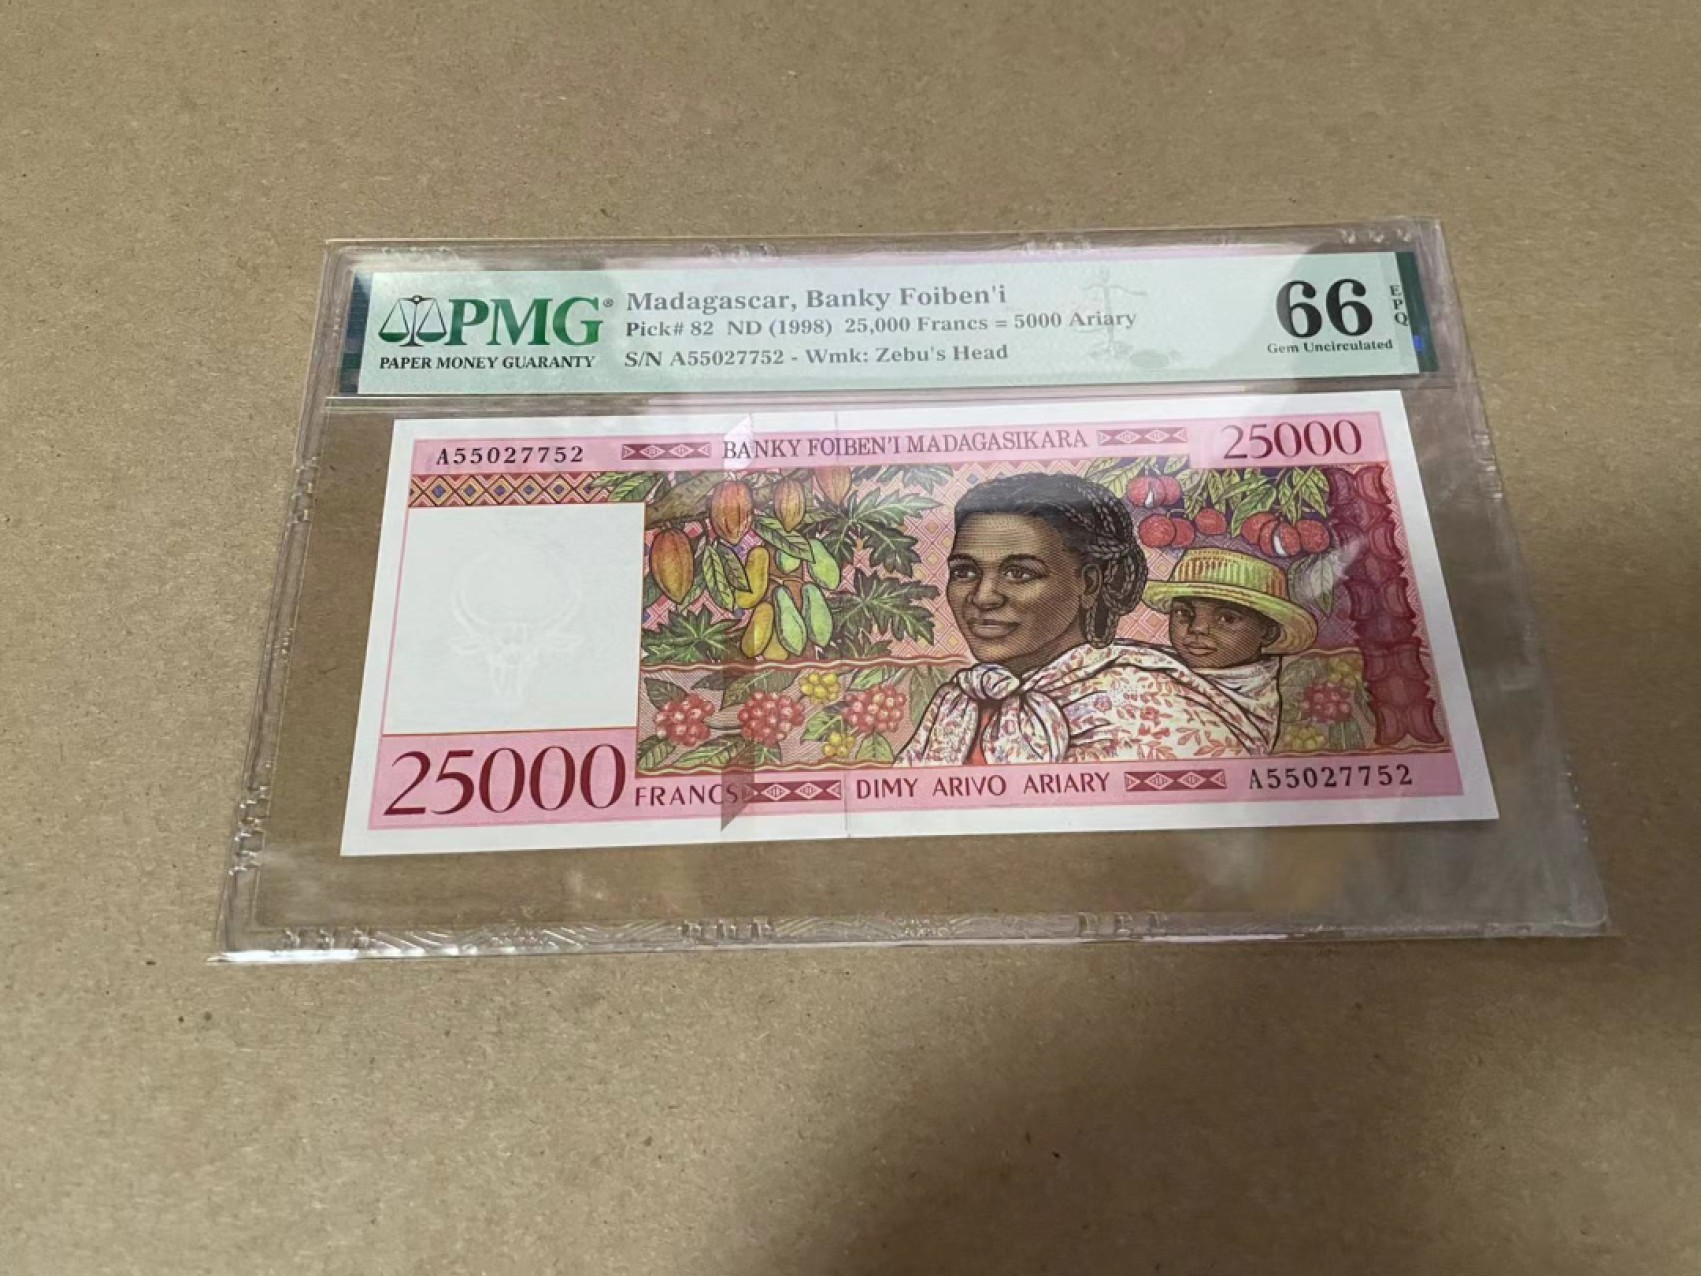 PMG®
PAPER MONEY GUARANTY
Madagascar, Banky Foiben'i
Pick# 82 ND (1998) 25,000 Francs = 5000 Ariary
S/N A55027752 - Wmk: Zebu's Head
66
EPQ
Gem Uncirculated
A55027752
BANKY FOIBEN'I MADAGASIKARA
25000
25000
FRANCS
DIMY ARIVO ARIARY
A55027752